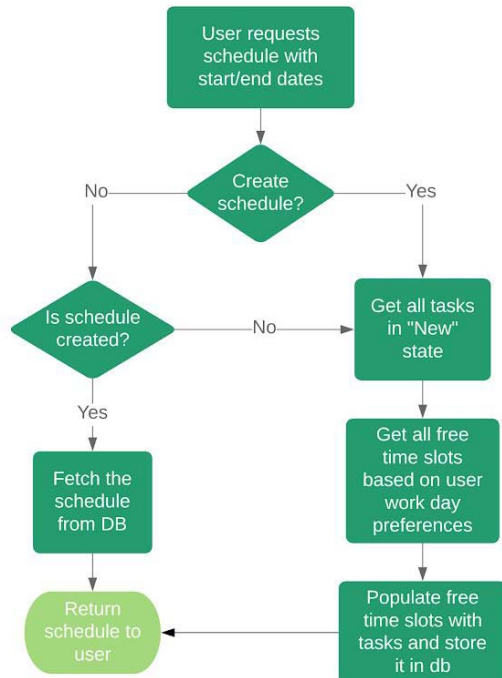 User requests
schedule with
start/end dates
No
Create
schedule?
Yes
Is schedule
created?
No
Get all tasks
in "New"
state
Yes
Fetch the
schedule
from DB
Get all free
time slots
based on user
work day
preferences
Return
schedule to
user
Populate free
time slots with
tasks and store
it in db